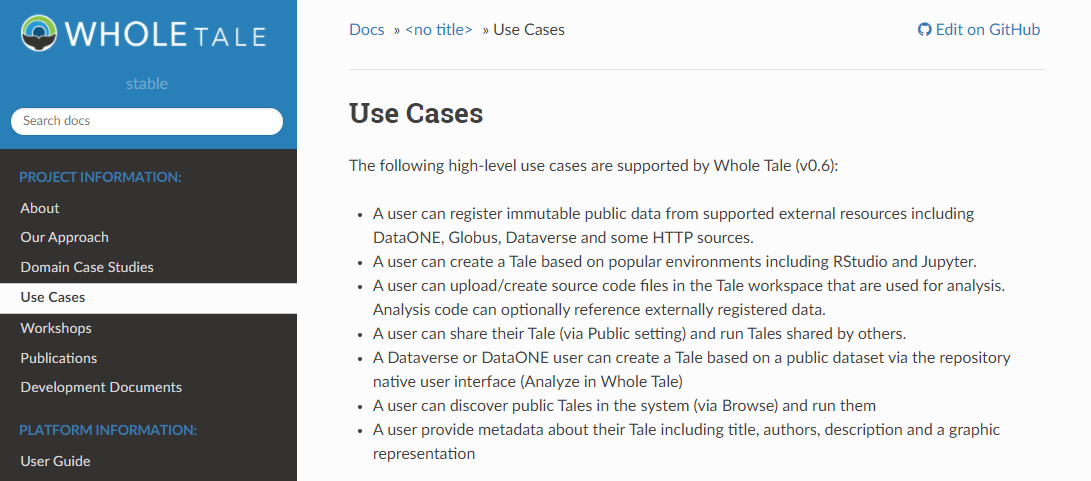 WHOLE TALE
stable
Search docs
PROJECT INFORMATION:
About
Our Approach
Domain Case Studies
Use Cases
Workshops
Publications
Development Documents
PLATFORM INFORMATION:
User Guide
Docs » <no title> » Use Cases
Edit on GitHub
Use Cases
The following high-level use cases are supported by Whole Tale (v0.6):
• A user can register immutable public data from supported external resources including
DataONE, Globus, Dataverse and some HTTP sources.
• A user can create a Tale based on popular environments including RStudio and Jupyter.
• A user can upload/create source code files in the Tale workspace that are used for analysis.
Analysis code can optionally reference externally registered data.
• A user can share their Tale (via Public setting) and run Tales shared by others.
• A Dataverse or DataONE user can create a Tale based on a public dataset via the repository
native user interface (Analyze in Whole Tale)
• A user can discover public Tales in the system (via Browse) and run them
• A user provide metadata about their Tale including title, authors, description and a graphic
representation